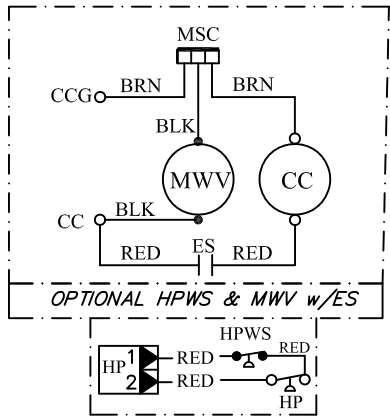 MSC
CCG BRN BRN
BLK
MWV CC
CC BLK
RED ES RED
OPTIONAL HPWS & MWV w/ES
HPWS
HP 1 RED RED
2 RED
HP